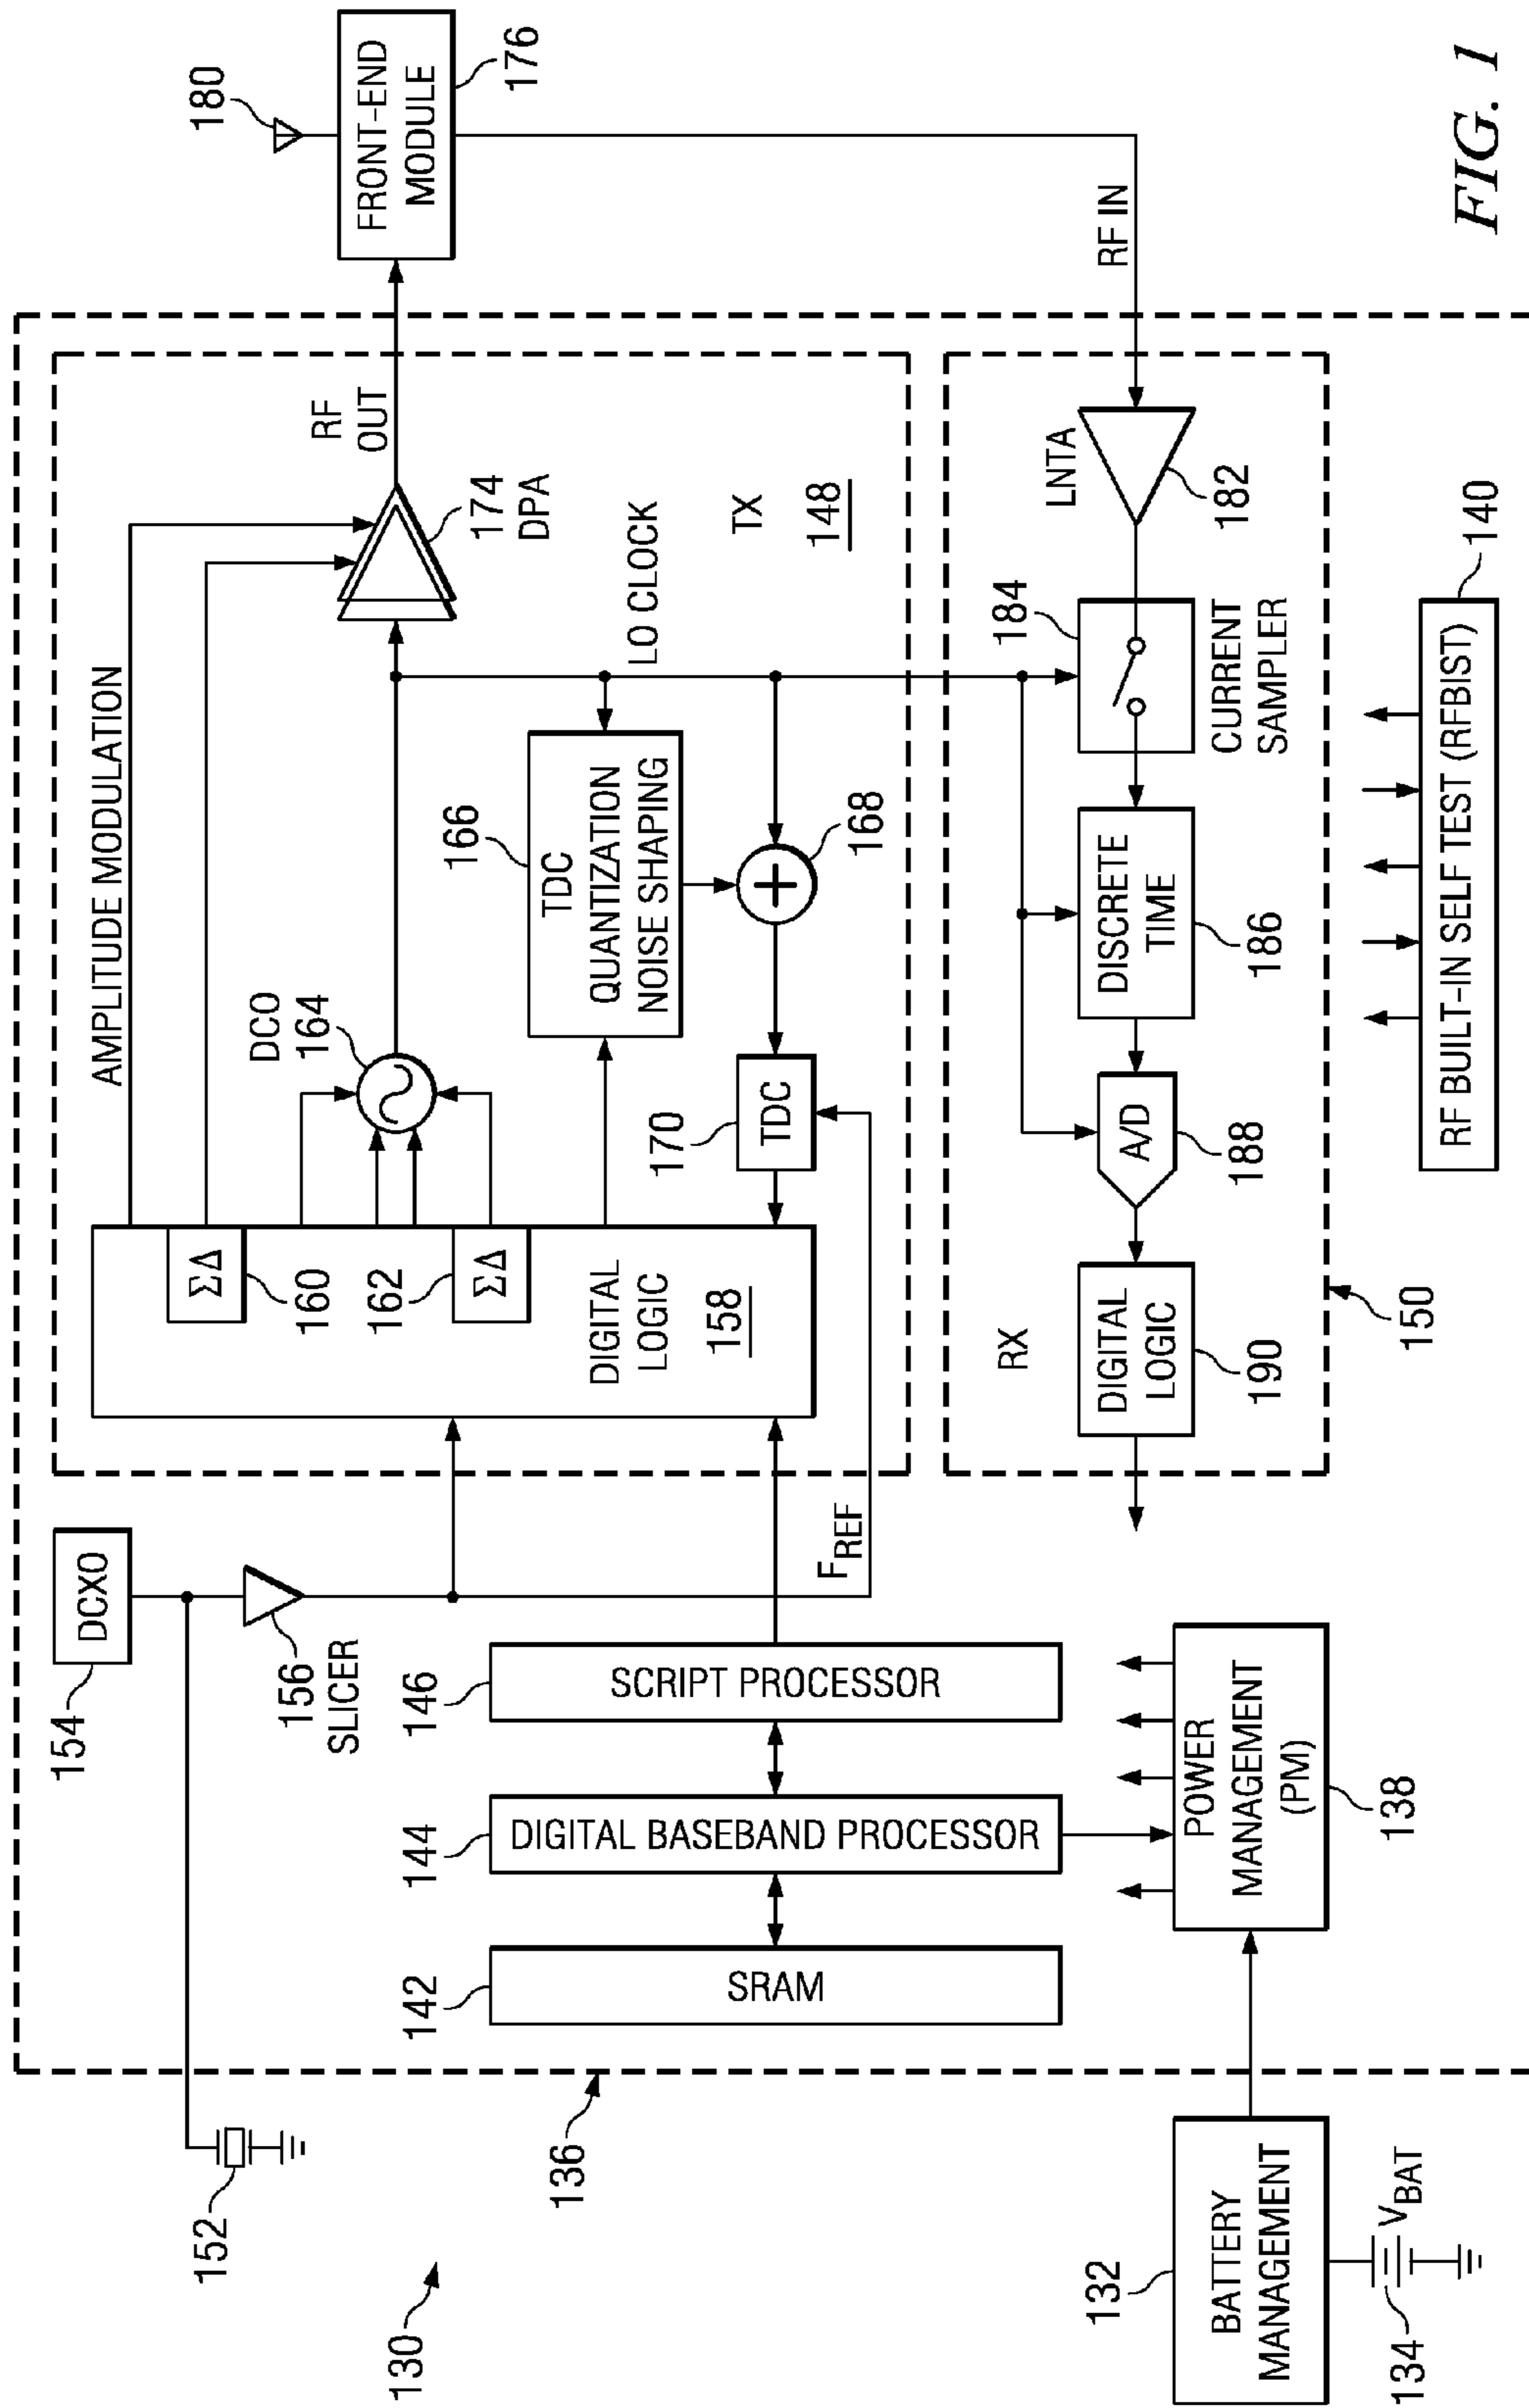 130
152
154
DCXO
156
SLICER
AMPLITUDE MODULATION
ΣΔ
160
162
ΣΔ
DIGITAL
LOGIC
158
DCO
164
RF
OUT
174
DPA
180
FRONT-END
MODULE
176
166
TDC
QUANTIZATION
NOISE SHAPING
LO CLOCK
TX
148
168
170
TDC
FREF
136
142
SRAM
144
DIGITAL BASEBAND PROCESSOR
146
SCRIPT PROCESSOR
RX
DIGITAL
LOGIC
190
A/D
188
DISCRETE
TIME
186
184
CURRENT
SAMPLER
LNTA
182
RF IN
150
132
BATTERY
MANAGEMENT
134
VBAT
POWER
MANAGEMENT
(PM)
138
RF BUILT-IN SELF TEST (RFBIST)
140
FIG. 1